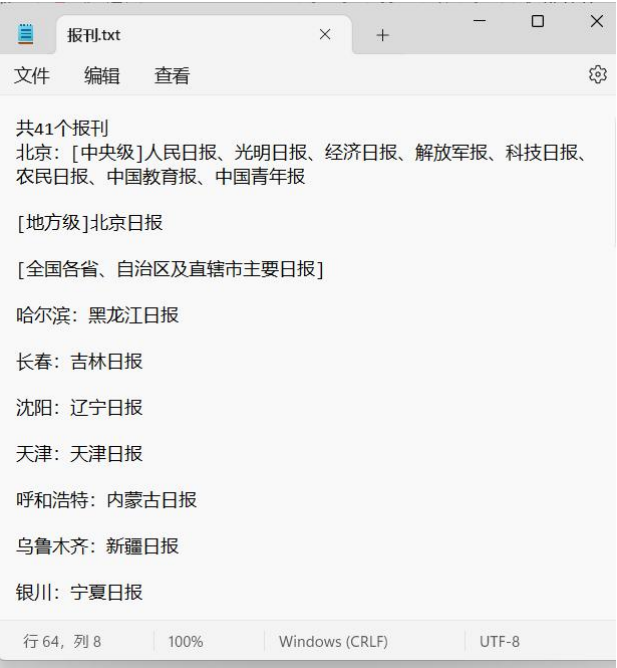 报刊.txt
文件 编辑 查看
共41个报刊
北京：[中央级]人民日报、光明日报、经济日报、解放军报、科技日报、
农民日报、中国教育报、中国青年报
[地方级]北京日报
[全国各省、自治区及直辖市主要日报]
哈尔滨：黑龙江日报
长春：吉林日报
沈阳：辽宁日报
天津：天津日报
呼和浩特：内蒙古日报
乌鲁木齐：新疆日报
银川：宁夏日报
行 64，列 8 100% Windows (CRLF) UTF-8